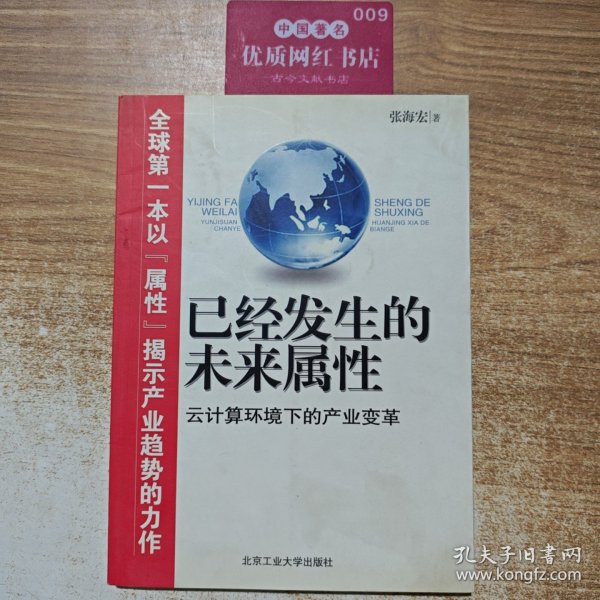 009
中国著名
优质网红书店
古今文献书店
张海宏 著
全球第一本以『属性』揭示产业趋势的力作
YIJING FA SHENG DE
WEILAI SHUXING
YUNJISUAN HUANJING XIA DE
CHANYE BIANGE
已经发生的
未来属性
云计算环境下的产业变革
北京工业大学出版社
孔夫子旧书网
www.kongfz.com